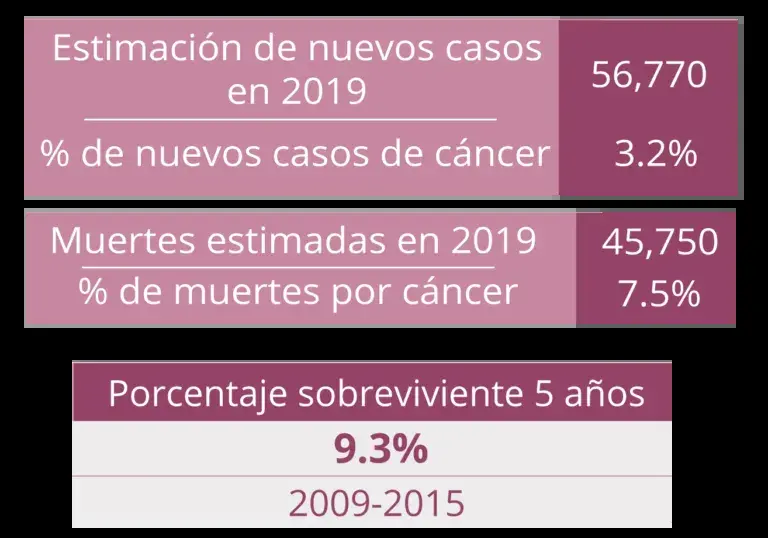 Estimación de nuevos casos
en 2019
56,770
% de nuevos casos de cáncer
3.2%
Muertes estimadas en 2019
45,750
% de muertes por cáncer
7.5%
Porcentaje sobreviviente 5 años
9.3%
2009-2015